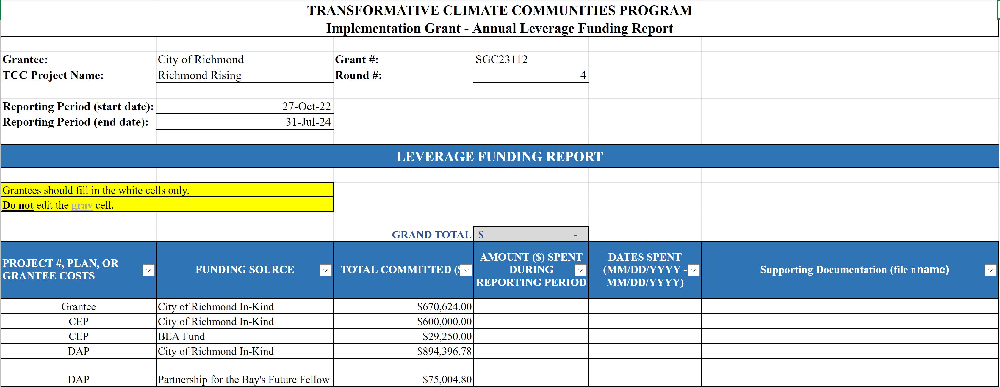 TRANSFORMATIVE CLIMATE COMMUNITIES PROGRAM
Implementation Grant - Annual Leverage Funding Report
Grantee: City of Richmond Grant #: SGC23112
TCC Project Name: Richmond Rising Round #: 4
Reporting Period (start date): 27-Oct-22
Reporting Period (end date): 31-Jul-24
LEVERAGE FUNDING REPORT
Grantees should fill in the white cells only.
Do not edit the gray cell.
GRAND TOTAL $ -
PROJECT #, PLAN, OR
GRANTEE COSTS
FUNDING SOURCE
TOTAL COMMITTED (
AMOUNT ($) SPENT
DURING
REPORTING PERIOD
DATES SPENT
(MM/DD/YYYY -
MM/DD/YYYY)
Supporting Documentation (file name)
Grantee City of Richmond In-Kind $670,624.00
CEP City of Richmond In-Kind $600,000.00
CEP BEA Fund $29,250.00
DAP City of Richmond In-Kind $894,396.78
DAP Partnership for the Bay's Future Fellow $75,004.80